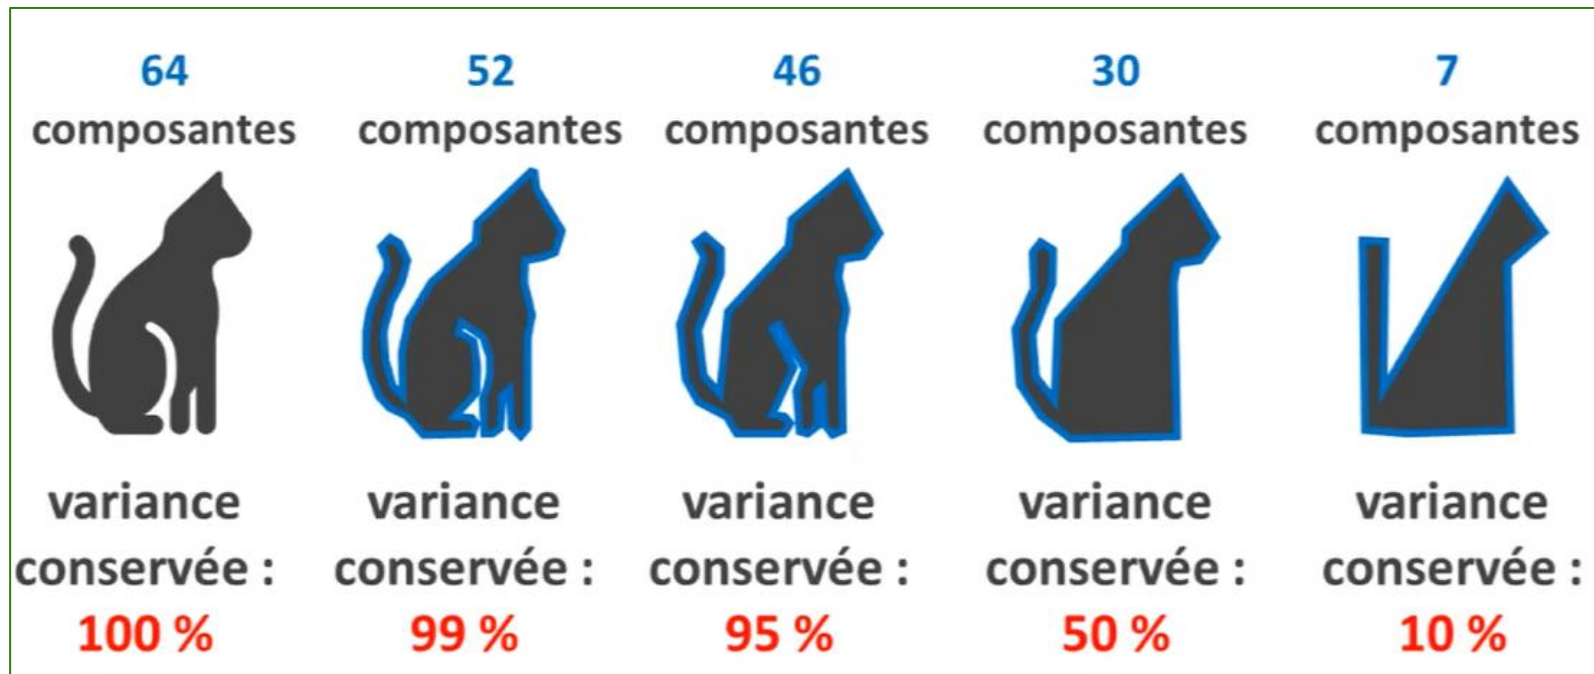 64
composantes
variance
conservée :
100 %
52
composantes
variance
conservée :
99 %
46
composantes
variance
conservée :
95 %
30
composantes
variance
conservée :
50 %
7
composantes
variance
conservée :
10 %